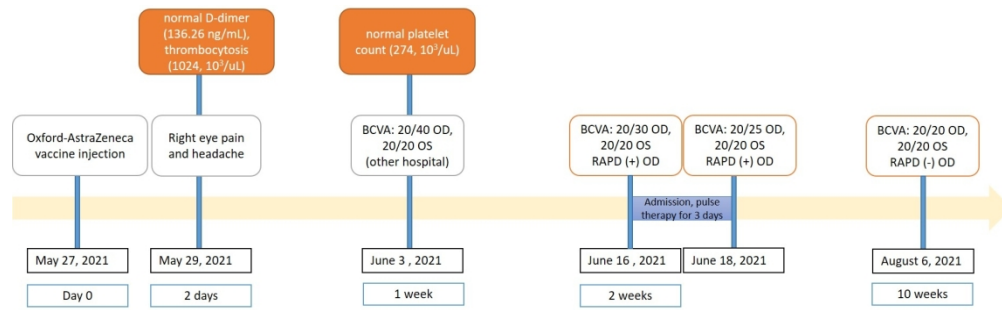 normal D-dimer
(136.26 ng/mL),
thrombocytosis
(1024, 10³/uL)
normal platelet
count (274, 10³/uL)
Oxford-AstraZeneca
vaccine injection
Right eye pain
and headache
BCVA: 20/40 OD,
20/20 OS
(other hospital)
BCVA: 20/30 OD,
20/20 OS
RAPD (+) OD
BCVA: 20/25 OD,
20/20 OS
RAPD (+) OD
BCVA: 20/20 OD,
20/20 OS
RAPD (-) OD
Admission, pulse
therapy for 3 days
May 27, 2021
May 29, 2021
June 3 , 2021
June 16 , 2021
June 18, 2021
August 6, 2021
Day 0
2 days
1 week
2 weeks
10 weeks